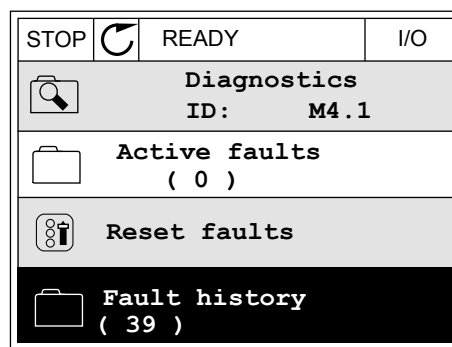 STOP READY I/O
Diagnostics
ID: M4.1
Active faults
( 0 )
Reset faults
Fault history
( 39 )